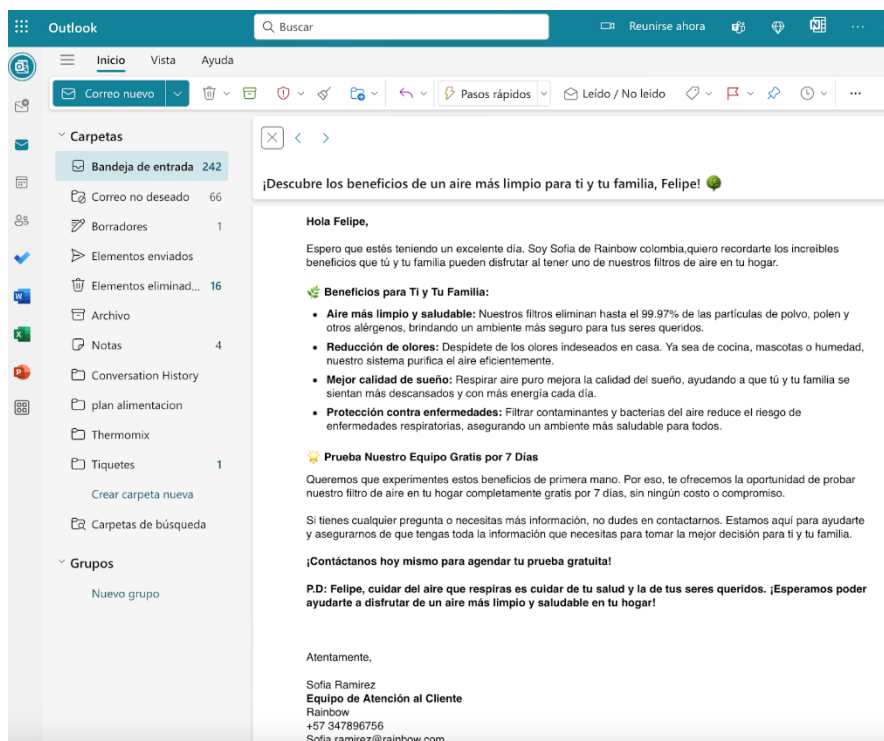 Outlook
Buscar
Reunirse ahora
Inicio Vista Ayuda
Correo nuevo
Pasos rápidos
Leído / No leído
Carpetas
Bandeja de entrada 242
Correo no deseado 66
Borradores 1
Elementos enviados
Elementos eliminad... 16
Archivo
Notas 4
Conversation History
plan alimentacion
Thermomix
Tiquetes 1
Crear carpeta nueva
Carpetas de búsqueda
Grupos
Nuevo grupo
¡Descubre los beneficios de un aire más limpio para ti y tu familia, Felipe! 🌳
Hola Felipe,
Espero que estés teniendo un excelente día. Soy Sofia de Rainbow colombia,quiero recordarte los increíbles
beneficios que tú y tu familia pueden disfrutar al tener uno de nuestros filtros de aire en tu hogar.
🌿 Beneficios para Ti y Tu Familia:
• Aire más limpio y saludable: Nuestros filtros eliminan hasta el 99.97% de las partículas de polvo, polen y
otros alérgenos, brindando un ambiente más seguro para tus seres queridos.
• Reducción de olores: Despídete de los olores indeseados en casa. Ya sea de cocina, mascotas o humedad,
nuestro sistema purifica el aire eficientemente.
• Mejor calidad de sueño: Respirar aire puro mejora la calidad del sueño, ayudando a que tú y tu familia se
sientan más descansados y con más energía cada día.
• Protección contra enfermedades: Filtrar contaminantes y bacterias del aire reduce el riesgo de
enfermedades respiratorias, asegurando un ambiente más saludable para todos.
🌟 Prueba Nuestro Equipo Gratis por 7 Días
Queremos que experimentes estos beneficios de primera mano. Por eso, te ofrecemos la oportunidad de probar
nuestro filtro de aire en tu hogar completamente gratis por 7 días, sin ningún costo o compromiso.
Si tienes cualquier pregunta o necesitas más información, no dudes en contactarnos. Estamos aquí para ayudarte
y asegurarnos de que tengas toda la información que necesitas para tomar la mejor decisión para ti y tu familia.
¡Contáctanos hoy mismo para agendar tu prueba gratuita!
P.D: Felipe, cuidar del aire que respiras es cuidar de tu salud y la de tus seres queridos. ¡Esperamos poder
ayudarte a disfrutar de un aire más limpio y saludable en tu hogar!
Atentamente,
Sofia Ramirez
Equipo de Atención al Cliente
Rainbow
+57 347896756
Sofia.ramirez@rainbow.com